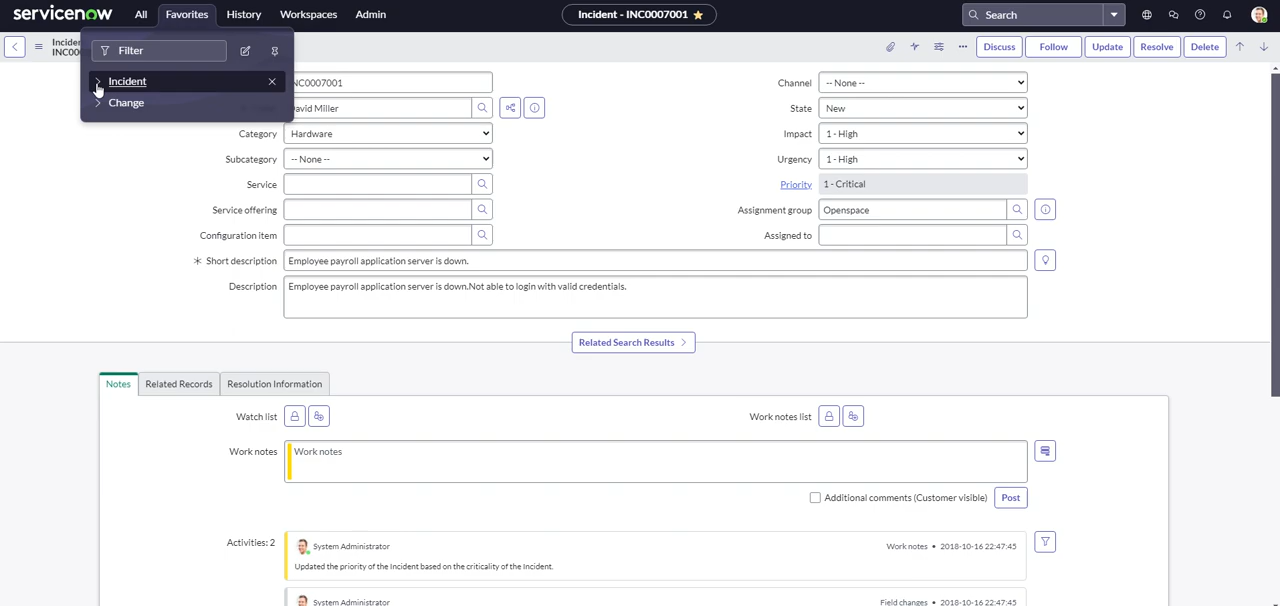 servicenow All Favorites History Workspaces Admin Incident - INC0007001 Search
INC000 Discuss Follow Update Resolve Delete
Filter
Incident
Change
NC0007001
Channel -- None --
David Miller
State New
Category Hardware
Impact 1 - High
Subcategory -- None --
Urgency 1 - High
Service
Priority 1 - Critical
Service offering
Assignment group Openspace
Configuration item
Assigned to
Short description Employee payroll application server is down.
Description Employee payroll application server is down.Not able to login with valid credentials.
Related Search Results
Notes Related Records Resolution Information
Watch list
Work notes list
Work notes Work notes
Additional comments (Customer visible) Post
Activities: 2 System Administrator Work notes • 2018-10-16 22:47:45
Updated the priority of the Incident based on the criticality of the Incident.
System Administrator Field changes • 2018-10-16 22:47:45